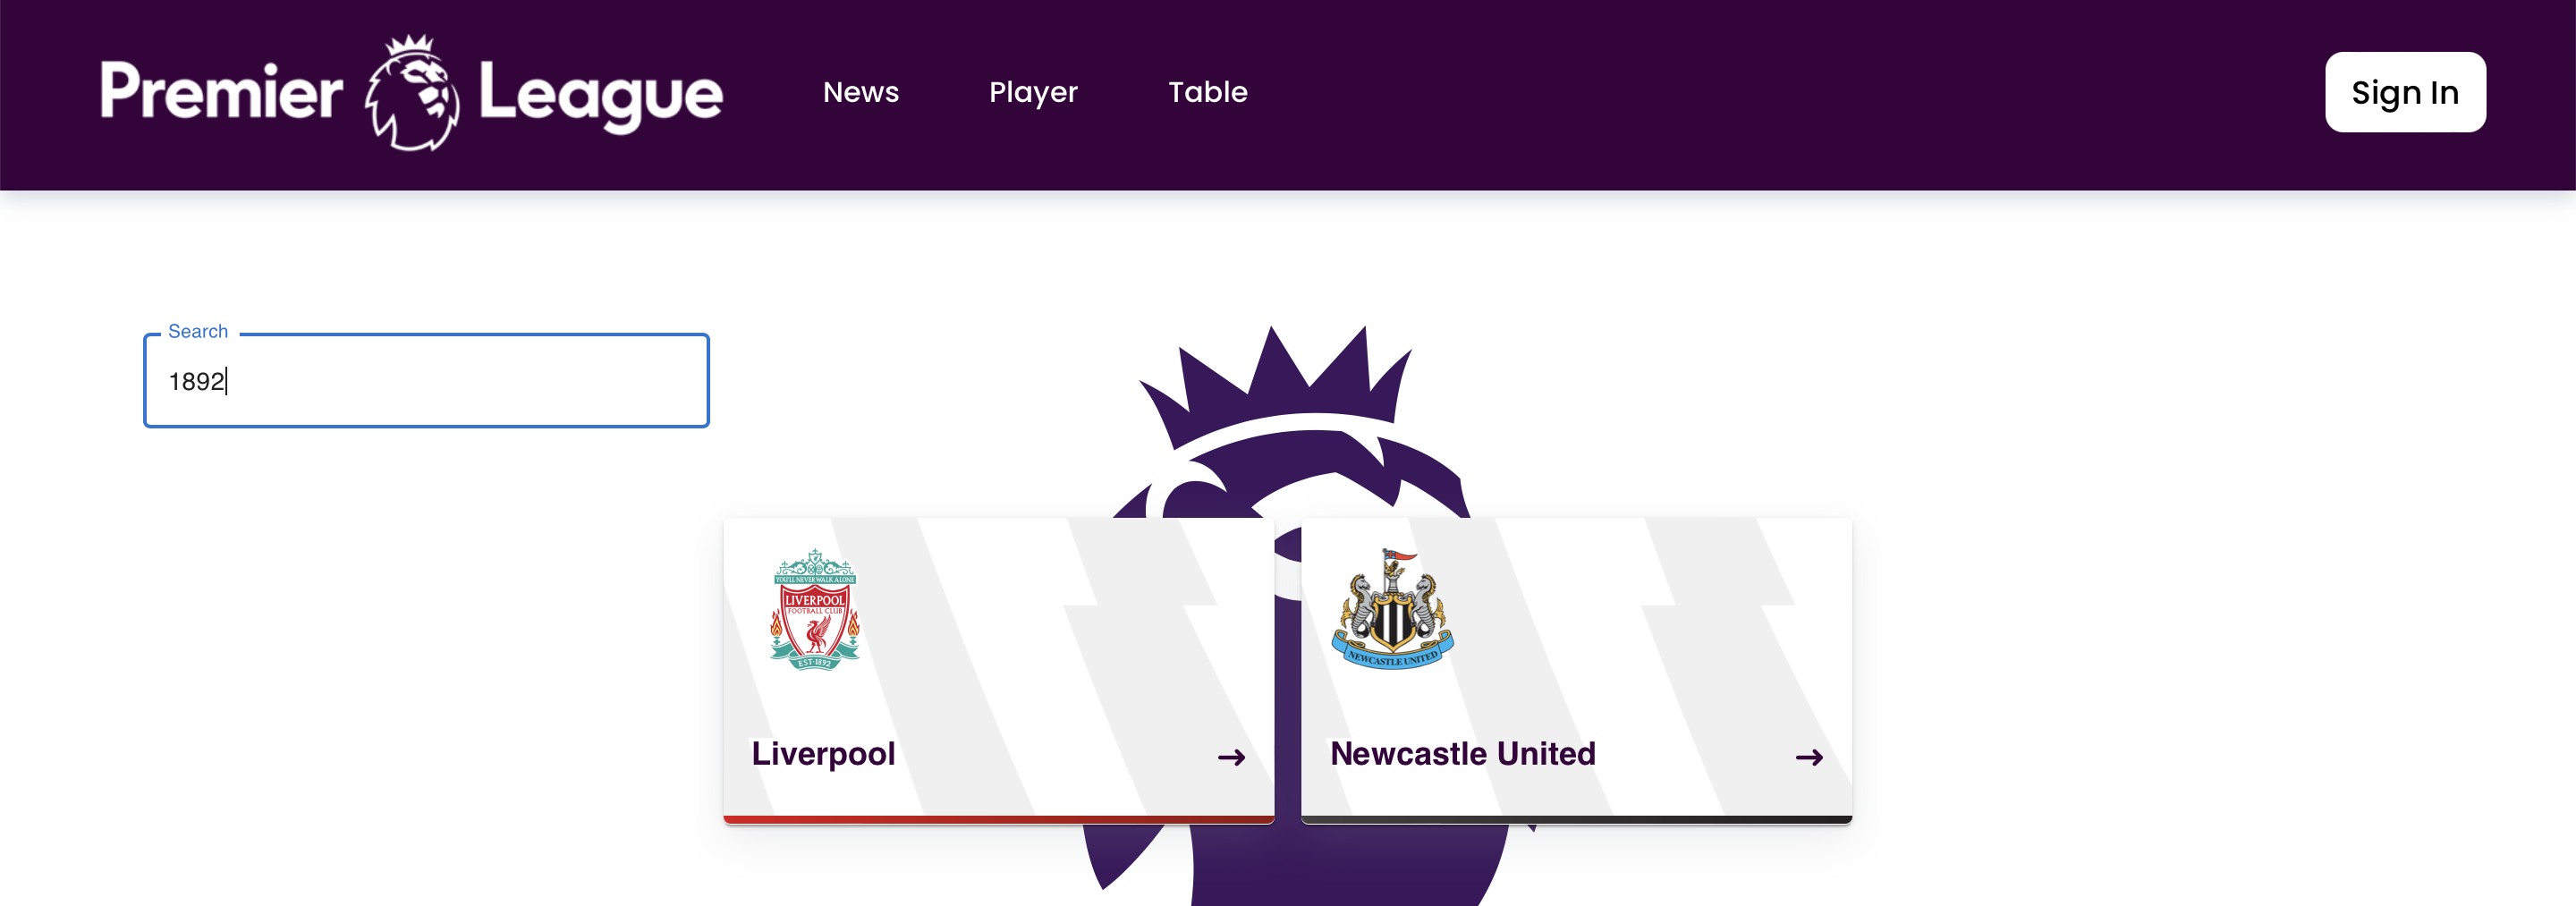 Premier League
News
Player
Table
Sign In
Search
1892
YOU'LL NEVER WALK ALONE
LIVERPOOL
FOOTBALL CLUB
EST·1892
NEWCASTLE UNITED
Liverpool →
Newcastle United →